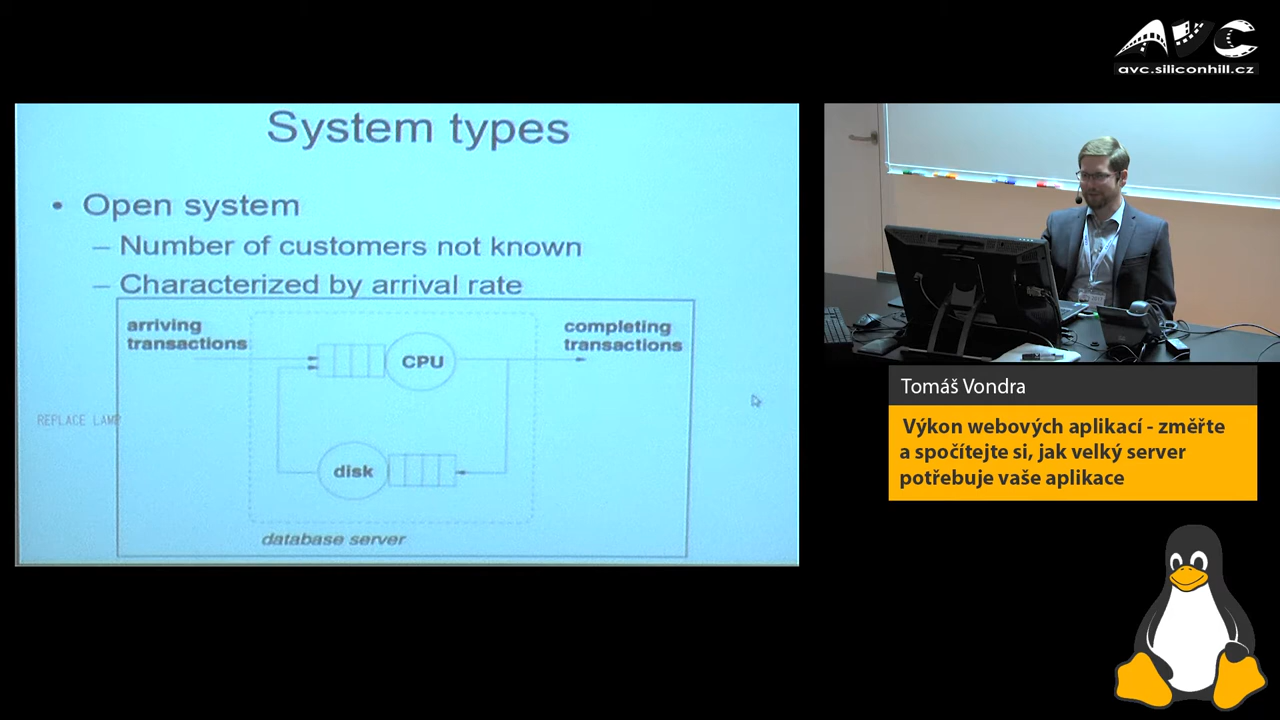 AVC
avc.siliconhill.cz
System types
• Open system
– Number of customers not known
– Characterized by arrival rate
arriving
transactions
completing
transactions
CPU
REPLACE LAMP
disk
database server
Tomáš Vondra
Výkon webových aplikací - změřte
a spočítejte si, jak velký server
potřebuje vaše aplikace